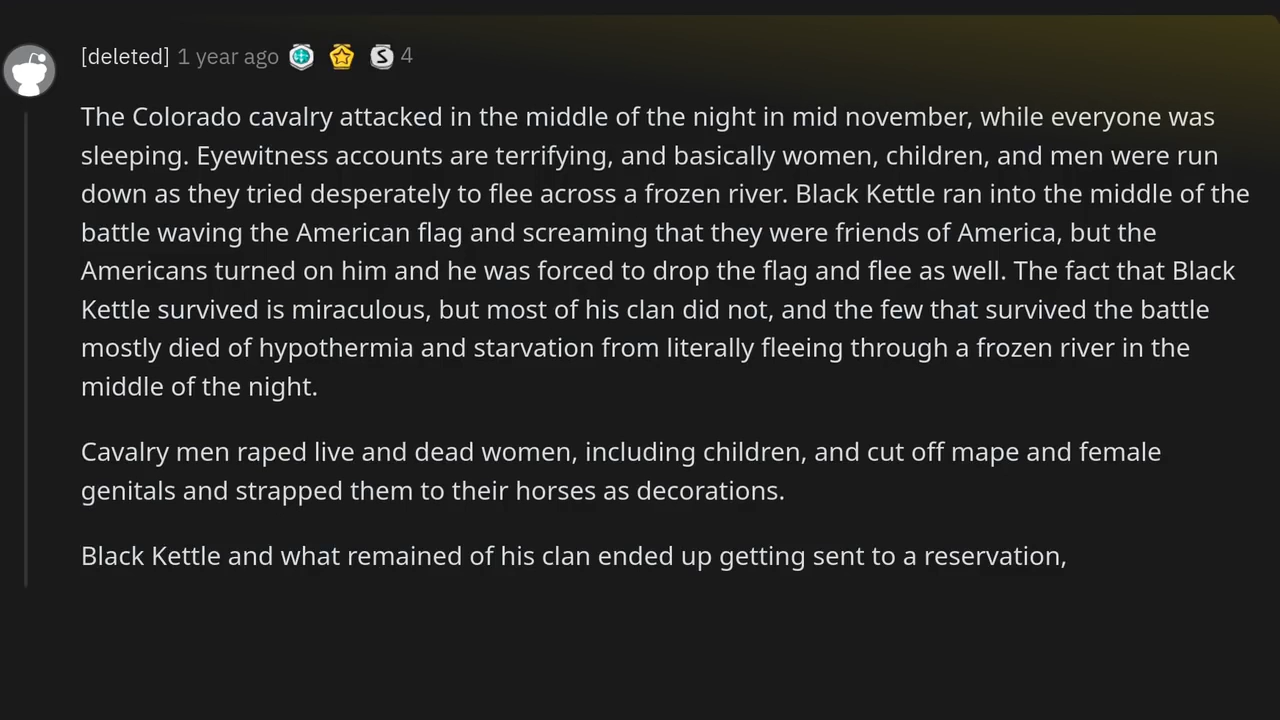 [deleted] 1 year ago 4
The Colorado cavalry attacked in the middle of the night in mid november, while everyone was
sleeping. Eyewitness accounts are terrifying, and basically women, children, and men were run
down as they tried desperately to flee across a frozen river. Black Kettle ran into the middle of the
battle waving the American flag and screaming that they were friends of America, but the
Americans turned on him and he was forced to drop the flag and flee as well. The fact that Black
Kettle survived is miraculous, but most of his clan did not, and the few that survived the battle
mostly died of hypothermia and starvation from literally fleeing through a frozen river in the
middle of the night.
Cavalry men raped live and dead women, including children, and cut off mape and female
genitals and strapped them to their horses as decorations.
Black Kettle and what remained of his clan ended up getting sent to a reservation,